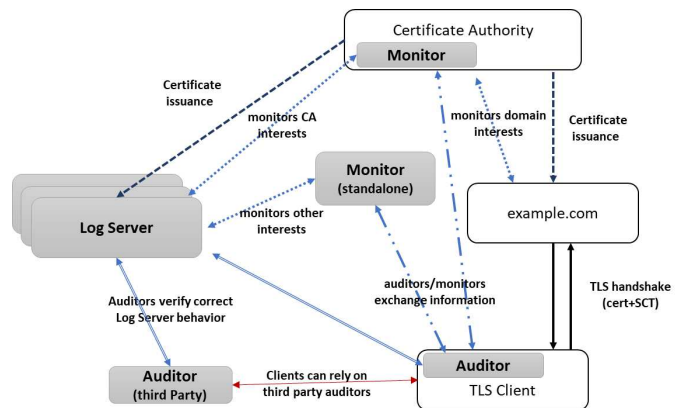 Certificate Authority
Monitor
Certificate
issuance
monitors CA
interests
monitors domain
interests
Certificate
issuance
Monitor
(standalone)
Log Server
monitors other
interests
example.com
auditors/monitors
exchange information
TLS handshake
(cert+SCT)
Auditors verify correct
Log Server behavior
Auditor
(third Party)
Clients can rely on
third party auditors
Auditor
TLS Client